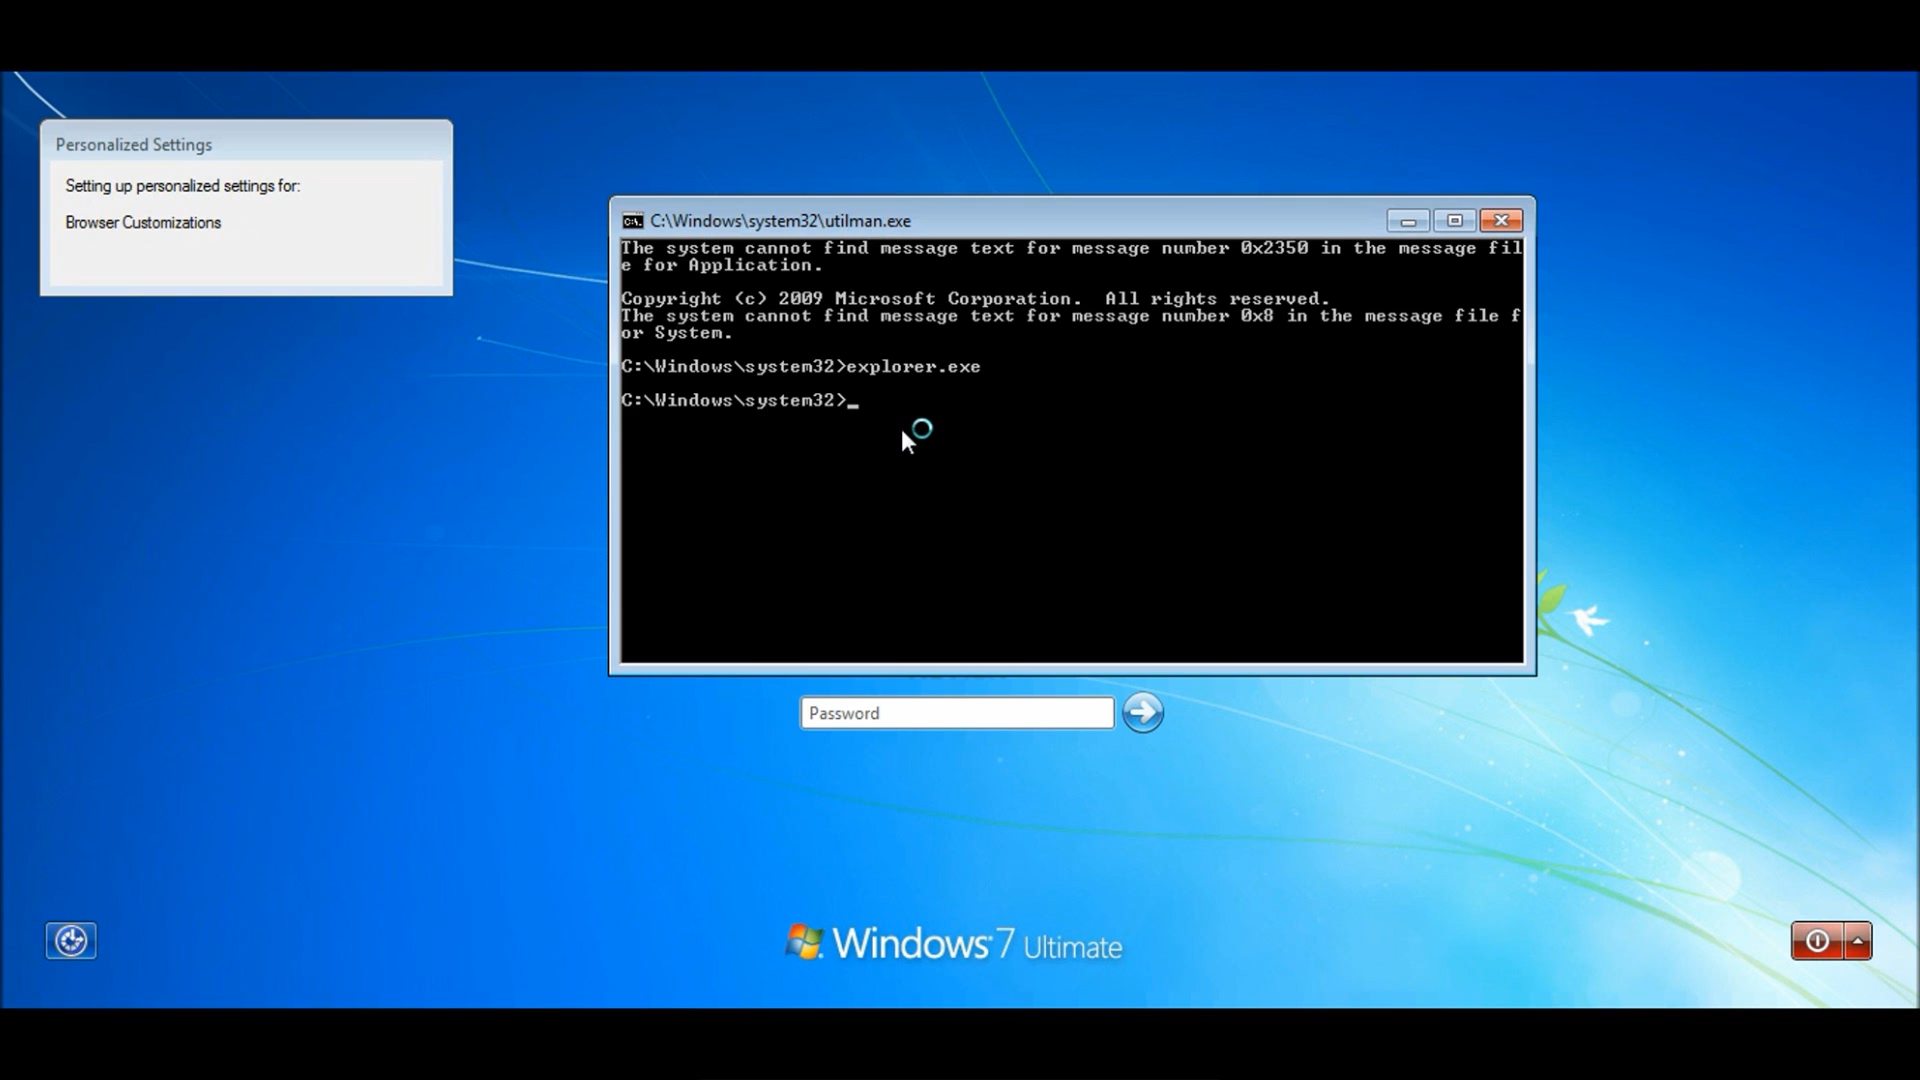 Personalized Settings
Setting up personalized settings for:
Browser Customizations
C:\Windows\system32\utilman.exe
The system cannot find message text for message number 0x2350 in the message fil
e for Application.
Copyright (c) 2009 Microsoft Corporation.  All rights reserved.
The system cannot find message text for message number 0x8 in the message file f
or System.
C:\Windows\system32>explorer.exe
C:\Windows\system32>_
Password
Windows 7 Ultimate